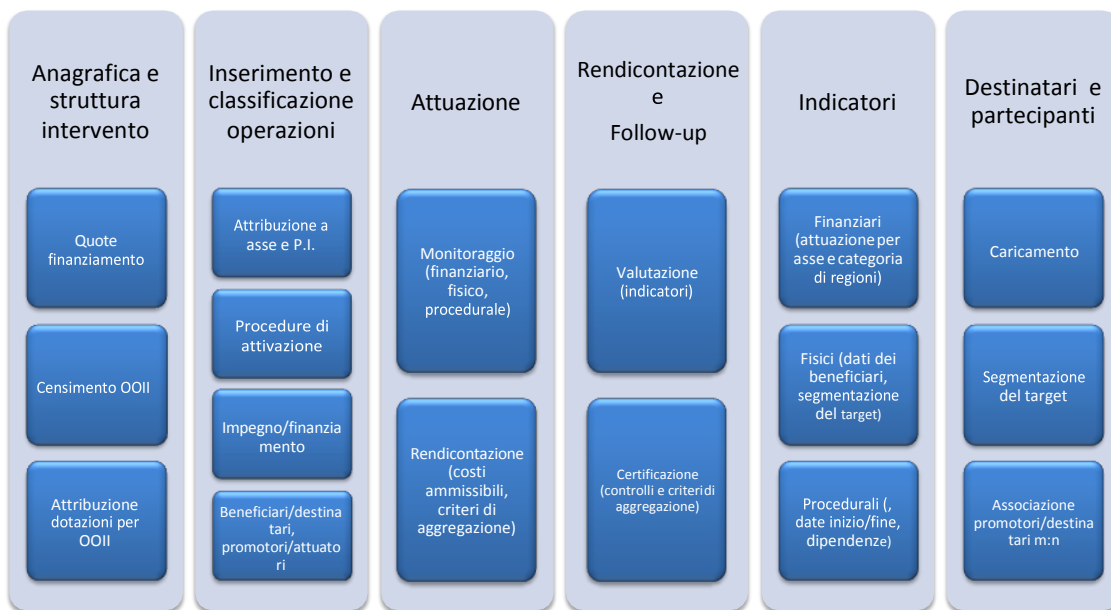 Anagrafica e
struttura
intervento
Quote
finanziamento
Censimento OOII
Attribuzione
dotazioni per
OOII
Inserimento e
classificazione
operazioni
Attribuzione a
asse e P.I.
Procedure di
attivazione
Impegno/finanzia
mento
Beneficiari/destina
tari,
promotori/attuato
ri
Attuazione
Monitoraggio
(finanziario,
fisico,
procedurale)
Rendicontazione
(costi
ammissibili,
criteri di
aggregazione)
Rendicontazione
e
Follow-up
Valutazione
(indicatori)
Certificazione
(controlli e criteri di
aggregazione)
Indicatori
Finanziari
(attuazione per
asse e categoria
di regioni)
Fisici (dati dei
beneficiari,
segmentazione
del target)
Procedurali (,
date inizio/fine,
dipendenze)
Destinatari e
partecipanti
Caricamento
Segmentazione
del target
Associazione
promotori/destina
tari m:n